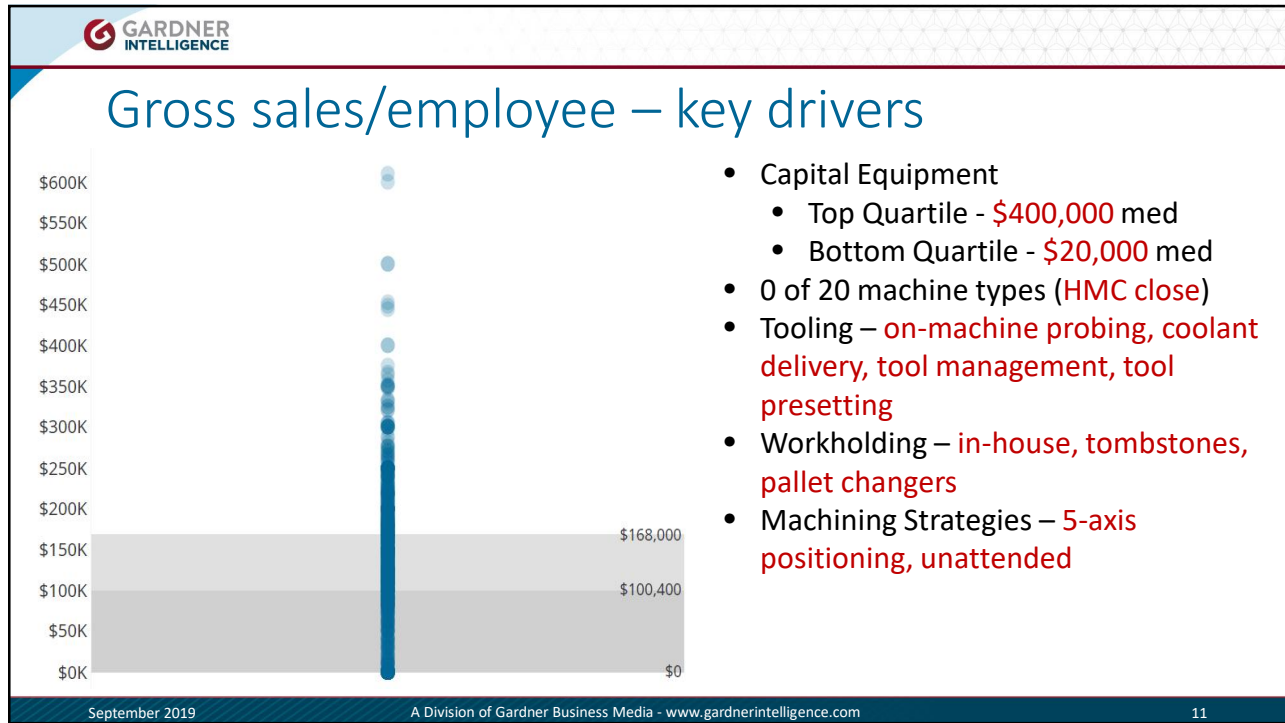 GARDNER
INTELLIGENCE
Gross sales/employee – key drivers
$600K
$550K
$500K
$450K
$400K
$350K
$300K
$250K
$200K
$150K
$100K
$50K
$0K
$168,000
$100,400
$0
• Capital Equipment
• Top Quartile - $400,000 med
• Bottom Quartile - $20,000 med
• 0 of 20 machine types (HMC close)
• Tooling – on-machine probing, coolant
delivery, tool management, tool
presetting
• Workholding – in-house, tombstones,
pallet changers
• Machining Strategies – 5-axis
positioning, unattended
September 2019
A Division of Gardner Business Media - www.gardnerintelligence.com
11